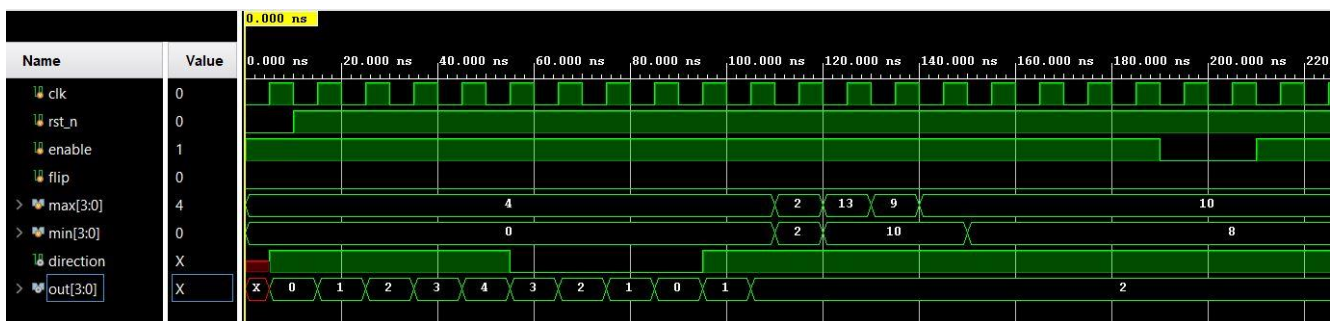 0.000 ns
Name Value 0.000 ns 20.000 ns 40.000 ns 60.000 ns 80.000 ns 100.000 ns 120.000 ns 140.000 ns 160.000 ns 180.000 ns 200.000 ns 220
clk 0
rst_n 0
enable 1
flip 0
max[3:0] 4 4 2 13 9 10
min[3:0] 0 0 2 10 8
direction X
out[3:0] X X 0 1 2 3 4 3 2 1 0 1 2